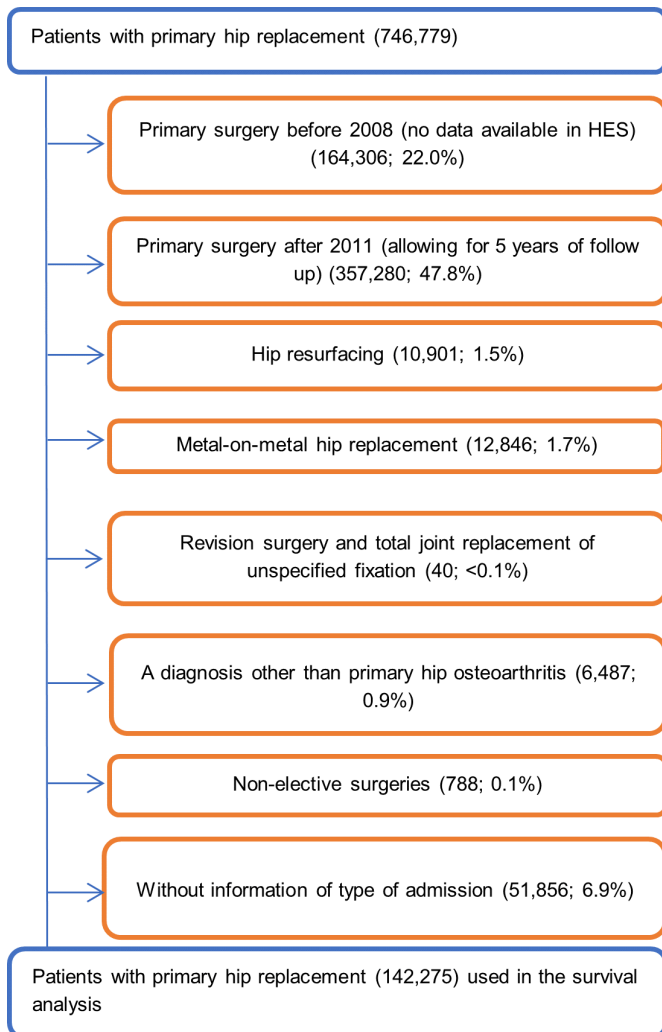 Patients with primary hip replacement (746,779)
Primary surgery before 2008 (no data available in HES)
(164,306; 22.0%)
Primary surgery after 2011 (allowing for 5 years of follow
up) (357,280; 47.8%)
Hip resurfacing (10,901; 1.5%)
Metal-on-metal hip replacement (12,846; 1.7%)
Revision surgery and total joint replacement of
unspecified fixation (40; <0.1%)
A diagnosis other than primary hip osteoarthritis (6,487;
0.9%)
Non-elective surgeries (788; 0.1%)
Without information of type of admission (51,856; 6.9%)
Patients with primary hip replacement (142,275) used in the survival
analysis